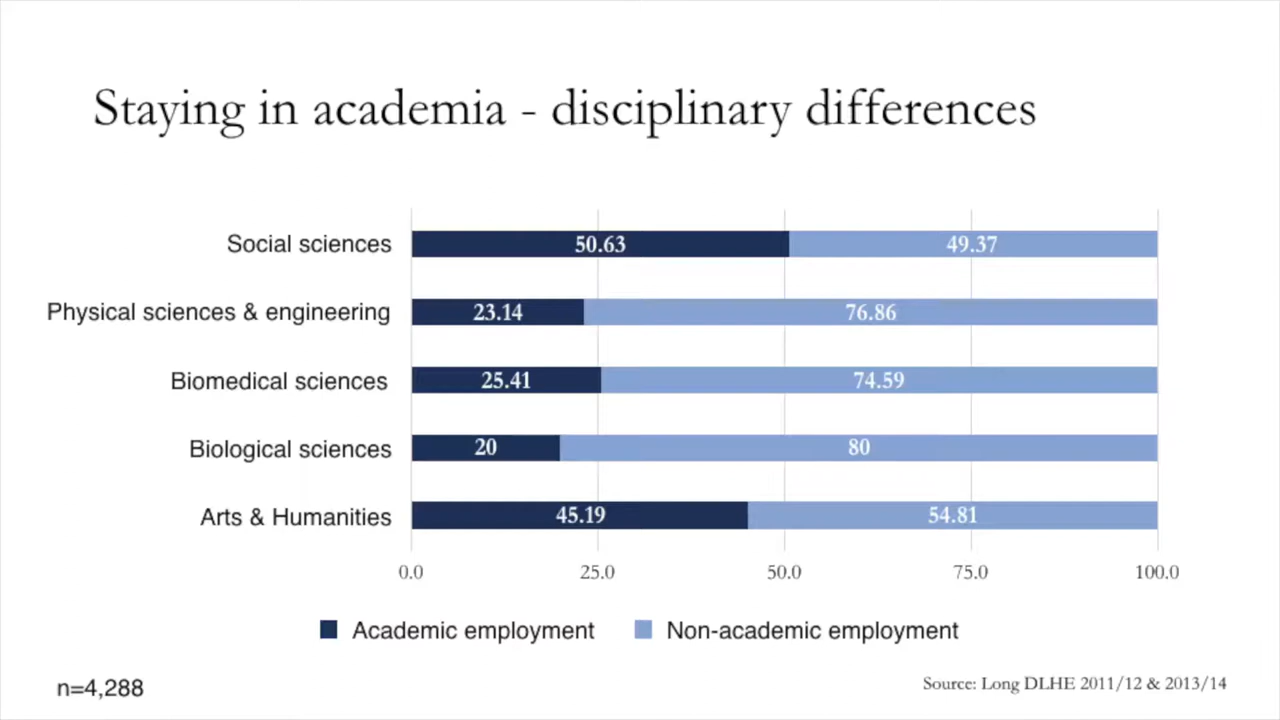 Staying in academia - disciplinary differences
Social sciences 50.63 49.37
Physical sciences & engineering 23.14 76.86
Biomedical sciences 25.41 74.59
Biological sciences 20 80
Arts & Humanities 45.19 54.81
0.0 25.0 50.0 75.0 100.0
Academic employment Non-academic employment
n=4,288
Source: Long DLHE 2011/12 & 2013/14